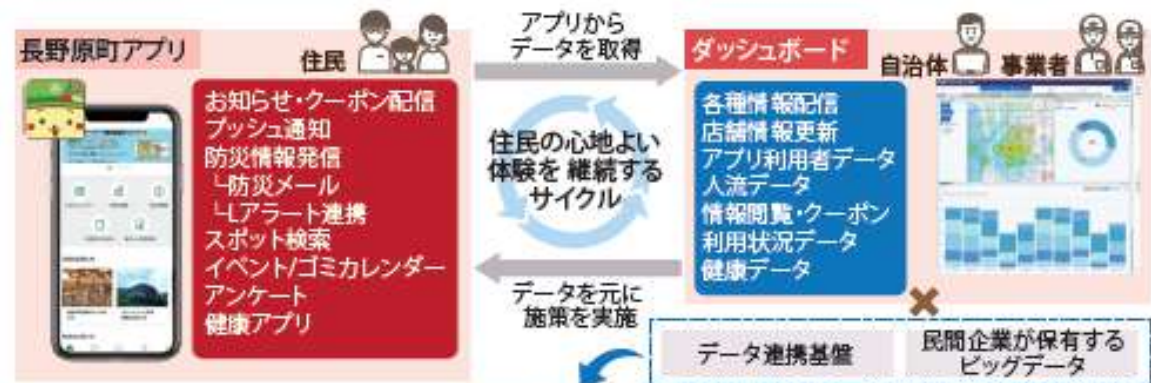 長野原町アプリ
住民
お知らせ・クーポン配信
プッシュ通知
防災情報発信
└防災メール
└Lアラート連携
スポット検索
イベント/ゴミカレンダー
アンケート
健康アプリ
アプリから
データを取得
住民の心地よい
体験を継続する
サイクル
データを元に
施策を実施
ダッシュボード
自治体
事業者
各種情報配信
店舗情報更新
アプリ利用者データ
人流データ
情報閲覧・クーポン
利用状況データ
健康データ
データ連携基盤
民間企業が保有する
ビッグデータ